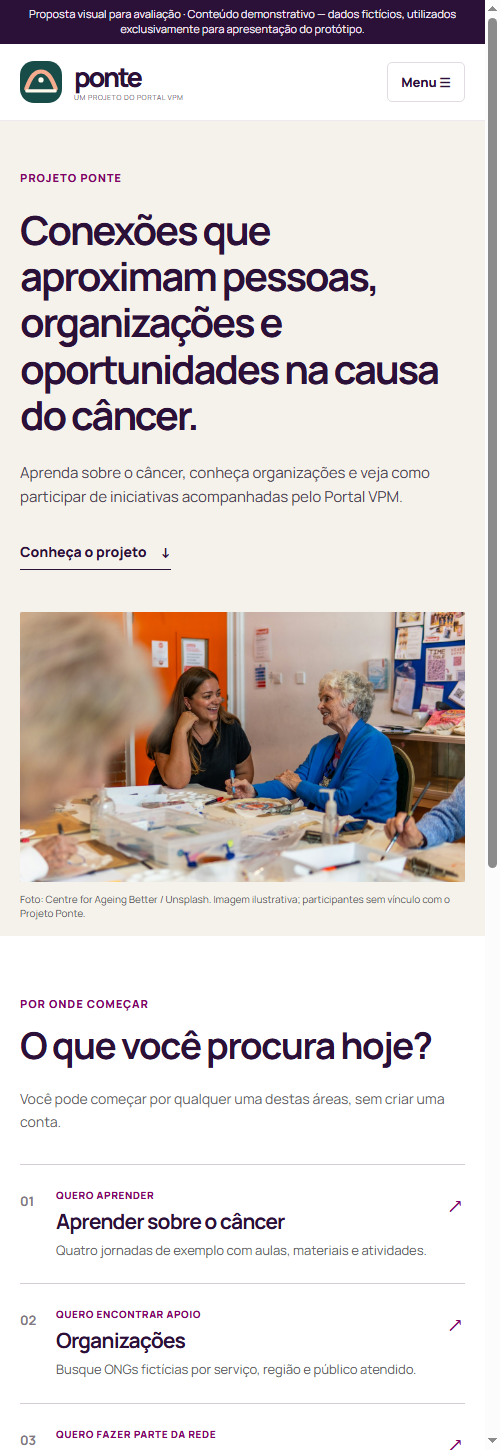 Proposta visual para avaliação · Conteúdo demonstrativo — dados fictícios, utilizados
exclusivamente para apresentação do protótipo.
ponte
UM PROJETO DO PORTAL VPM
Menu ☰
PROJETO PONTE
Conexões que
aproximam pessoas,
organizações e
oportunidades na causa
do câncer.
Aprenda sobre o câncer, conheça organizações e veja como
participar de iniciativas acompanhadas pelo Portal VPM.
Conheça o projeto ↓
Foto: Centre for Ageing Better / Unsplash. Imagem ilustrativa; participantes sem vínculo com o
Projeto Ponte.
POR ONDE COMEÇAR
O que você procura hoje?
Você pode começar por qualquer uma destas áreas, sem criar uma
conta.
01
QUERO APRENDER
Aprender sobre o câncer
↗
Quatro jornadas de exemplo com aulas, materiais e atividades.
02
QUERO ENCONTRAR APOIO
Organizações
↗
Busque ONGs fictícias por serviço, região e público atendido.
03
QUERO FAZER PARTE DA REDE
↗